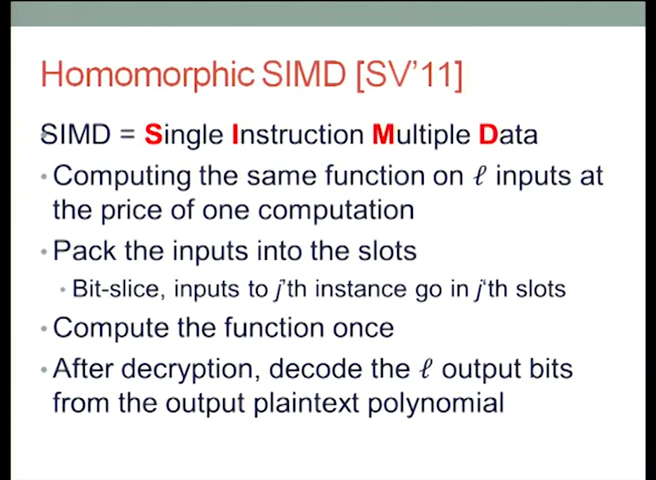 Homomorphic SIMD [SV'11]
SIMD = Single Instruction Multiple Data
• Computing the same function on ℓ inputs at
the price of one computation
• Pack the inputs into the slots
• Bit-slice, inputs to j'th instance go in j'th slots
• Compute the function once
• After decryption, decode the ℓ output bits
from the output plaintext polynomial